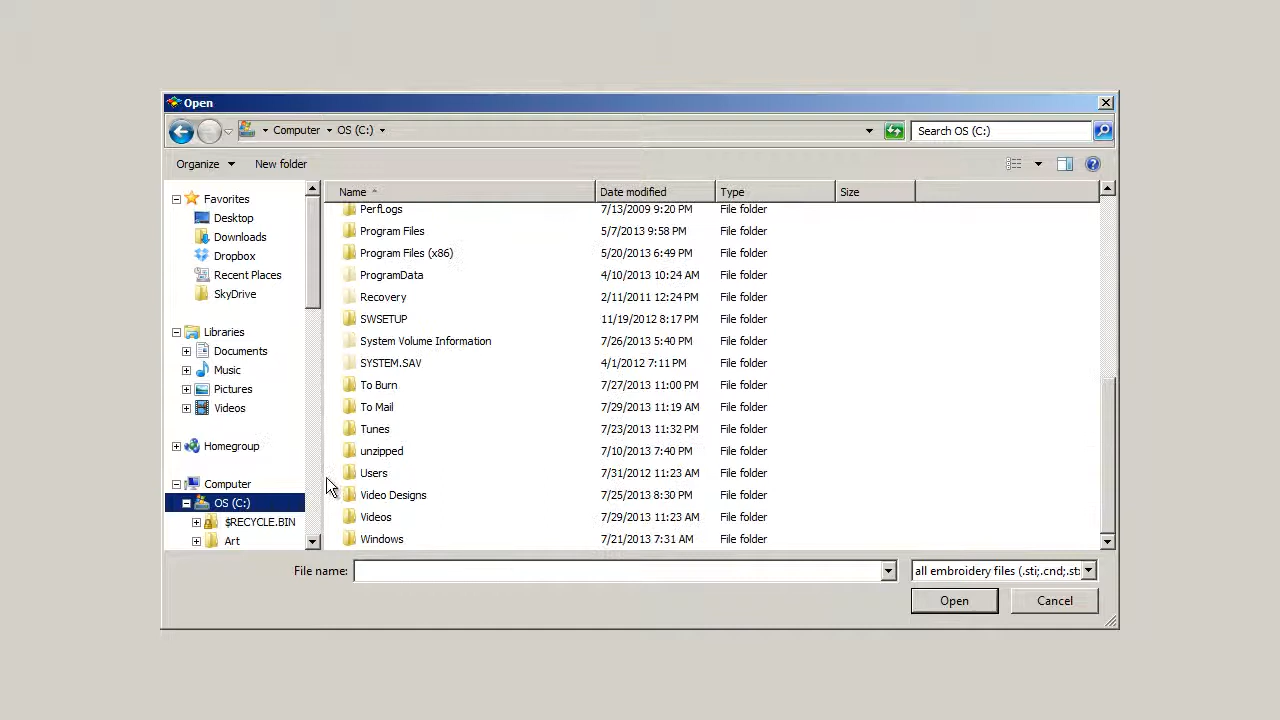 Open
Computer OS (C:) Search OS (C:)
Organize New folder
Favorites
Desktop
Downloads
Dropbox
Recent Places
SkyDrive
Libraries
Documents
Music
Pictures
Videos
Homegroup
Computer
OS (C:)
$RECYCLE.BIN
Art
Name Date modified Type Size
PerfLogs 7/13/2009 9:20 PM File folder
Program Files 5/7/2013 9:58 PM File folder
Program Files (x86) 5/20/2013 6:49 PM File folder
ProgramData 4/10/2013 10:24 AM File folder
Recovery 2/11/2011 12:24 PM File folder
SWSETUP 11/19/2012 8:17 PM File folder
System Volume Information 7/26/2013 5:40 PM File folder
SYSTEM.SAV 4/1/2012 7:11 PM File folder
To Burn 7/27/2013 11:00 PM File folder
To Mail 7/29/2013 11:19 AM File folder
Tunes 7/23/2013 11:32 PM File folder
unzipped 7/10/2013 7:40 PM File folder
Users 7/31/2012 11:23 AM File folder
Video Designs 7/25/2013 8:30 PM File folder
Videos 7/29/2013 11:23 AM File folder
Windows 7/21/2013 7:31 AM File folder
File name: all embroidery files (.sti;.cnd;.st
Open Cancel